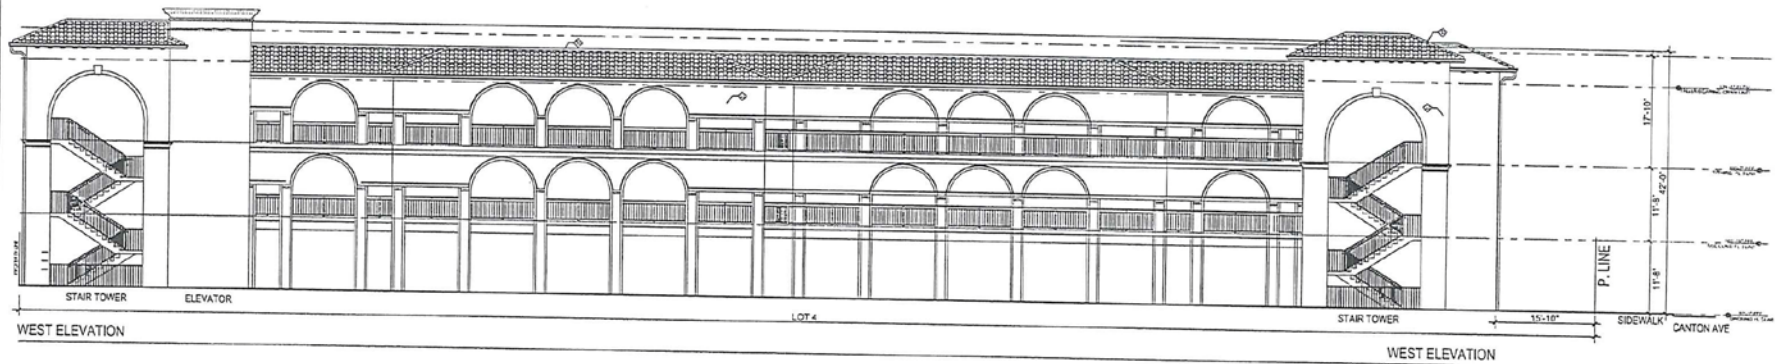 17'-10"
42'-0"
11'-8"
11'-8"
P. LINE
STAIR TOWER
ELEVATOR
LOT 4
STAIR TOWER
15'-10"
SIDEWALK
CANTON AVE
WEST ELEVATION
WEST ELEVATION